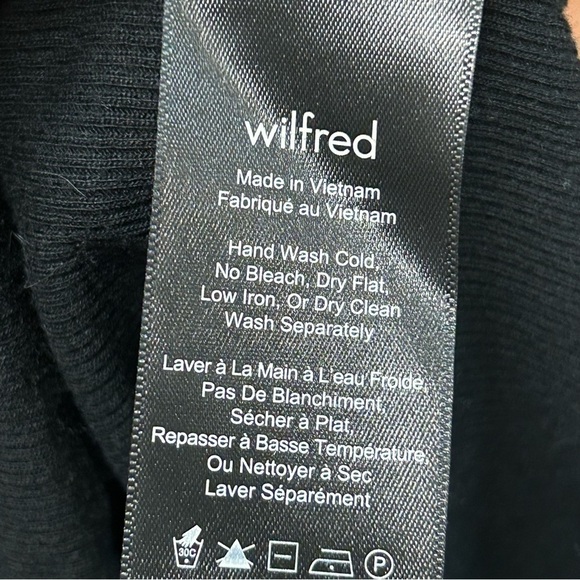 wilfred
Made in Vietnam
Fabriqué au Vietnam
Hand Wash Cold,
No Bleach, Dry Flat,
Low Iron, Or Dry Clean
Wash Separately
Laver à La Main à L'eau Froide,
Pas De Blanchiment,
Sécher à Plat,
Repasser à Basse Température,
Ou Nettoyer à Sec
Laver Séparément
30C P